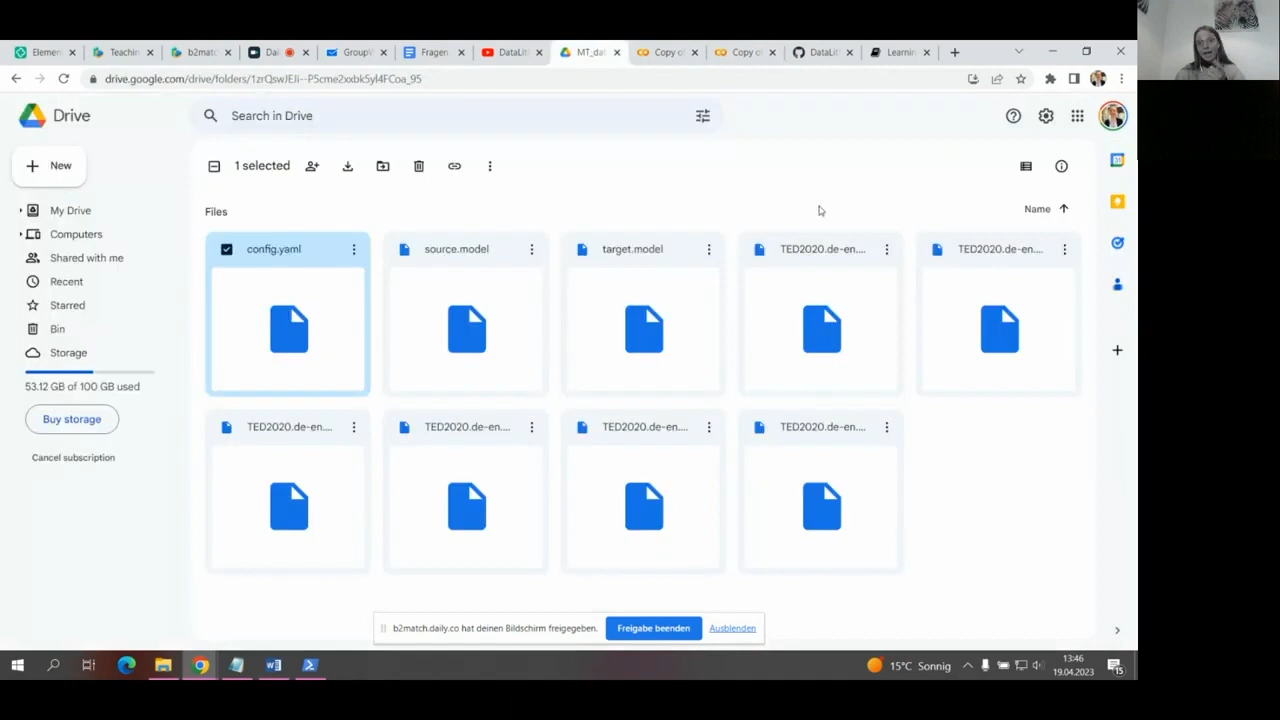 Elemen
Teachin
b2mat
Dai
GroupV
Fragen
DataLit
MT_da
Copy o
Copy o
DataLit
Learnin
drive.google.com/drive/folders/1zrQswJEJi--P5cme2xxbk5yl4FCoa_95
Drive
Search in Drive
New
1 selected
My Drive
Computers
Shared with me
Recent
Starred
Bin
Storage
53.12 GB of 100 GB used
Buy storage
Cancel subscription
Files
Name
config.yaml
source.model
target.model
TED2020.de-en....
TED2020.de-en....
TED2020.de-en....
TED2020.de-en....
TED2020.de-en....
TED2020.de-en....
b2match.daily.co hat deinen Bildschirm freigegeben.
Freigabe beenden
Ausblenden
15°C Sonnig
13:46
19.04.2023
15